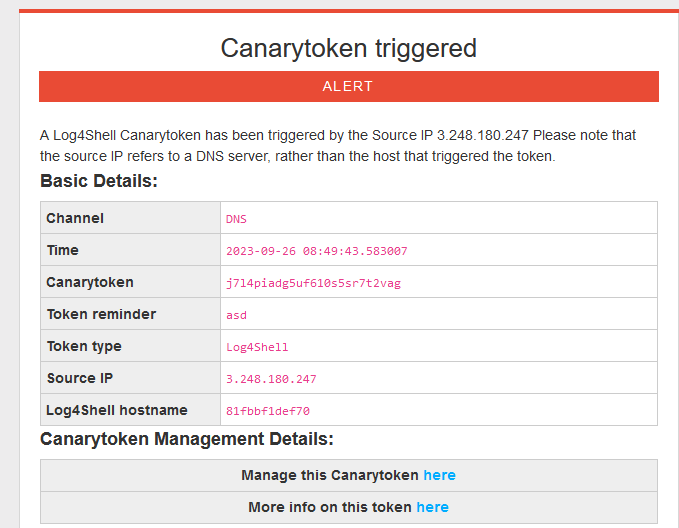 Canarytoken triggered
ALERT
A Log4Shell Canarytoken has been triggered by the Source IP 3.248.180.247 Please note that
the source IP refers to a DNS server, rather than the host that triggered the token.
Basic Details:
Channel DNS
Time 2023-09-26 08:49:43.583007
Canarytoken j714piadg5uf610s5sr7t2vag
Token reminder asd
Token type Log4Shell
Source IP 3.248.180.247
Log4Shell hostname 81fbbf1def70
Canarytoken Management Details:
Manage this Canarytoken here
More info on this token here